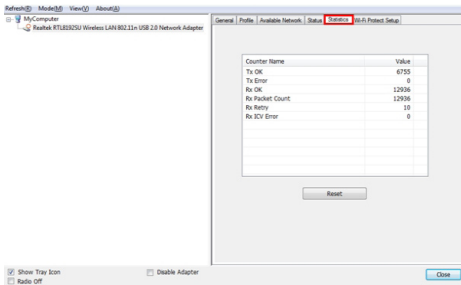 Refresh(R) Mode(M) View(V) About(A)
MyComputer
Realtek RTL8192SU Wireless LAN 802.11n USB 2.0 Network Adapter
General Profile Available Network Status Statistics Wi-Fi Protect Setup
Counter Name Value
Tx OK 6755
Tx Error 0
Rx OK 12936
Rx Packet Count 12936
Rx Retry 10
Rx ICV Error 0
Reset
Show Tray Icon Disable Adapter
Radio Off
Close